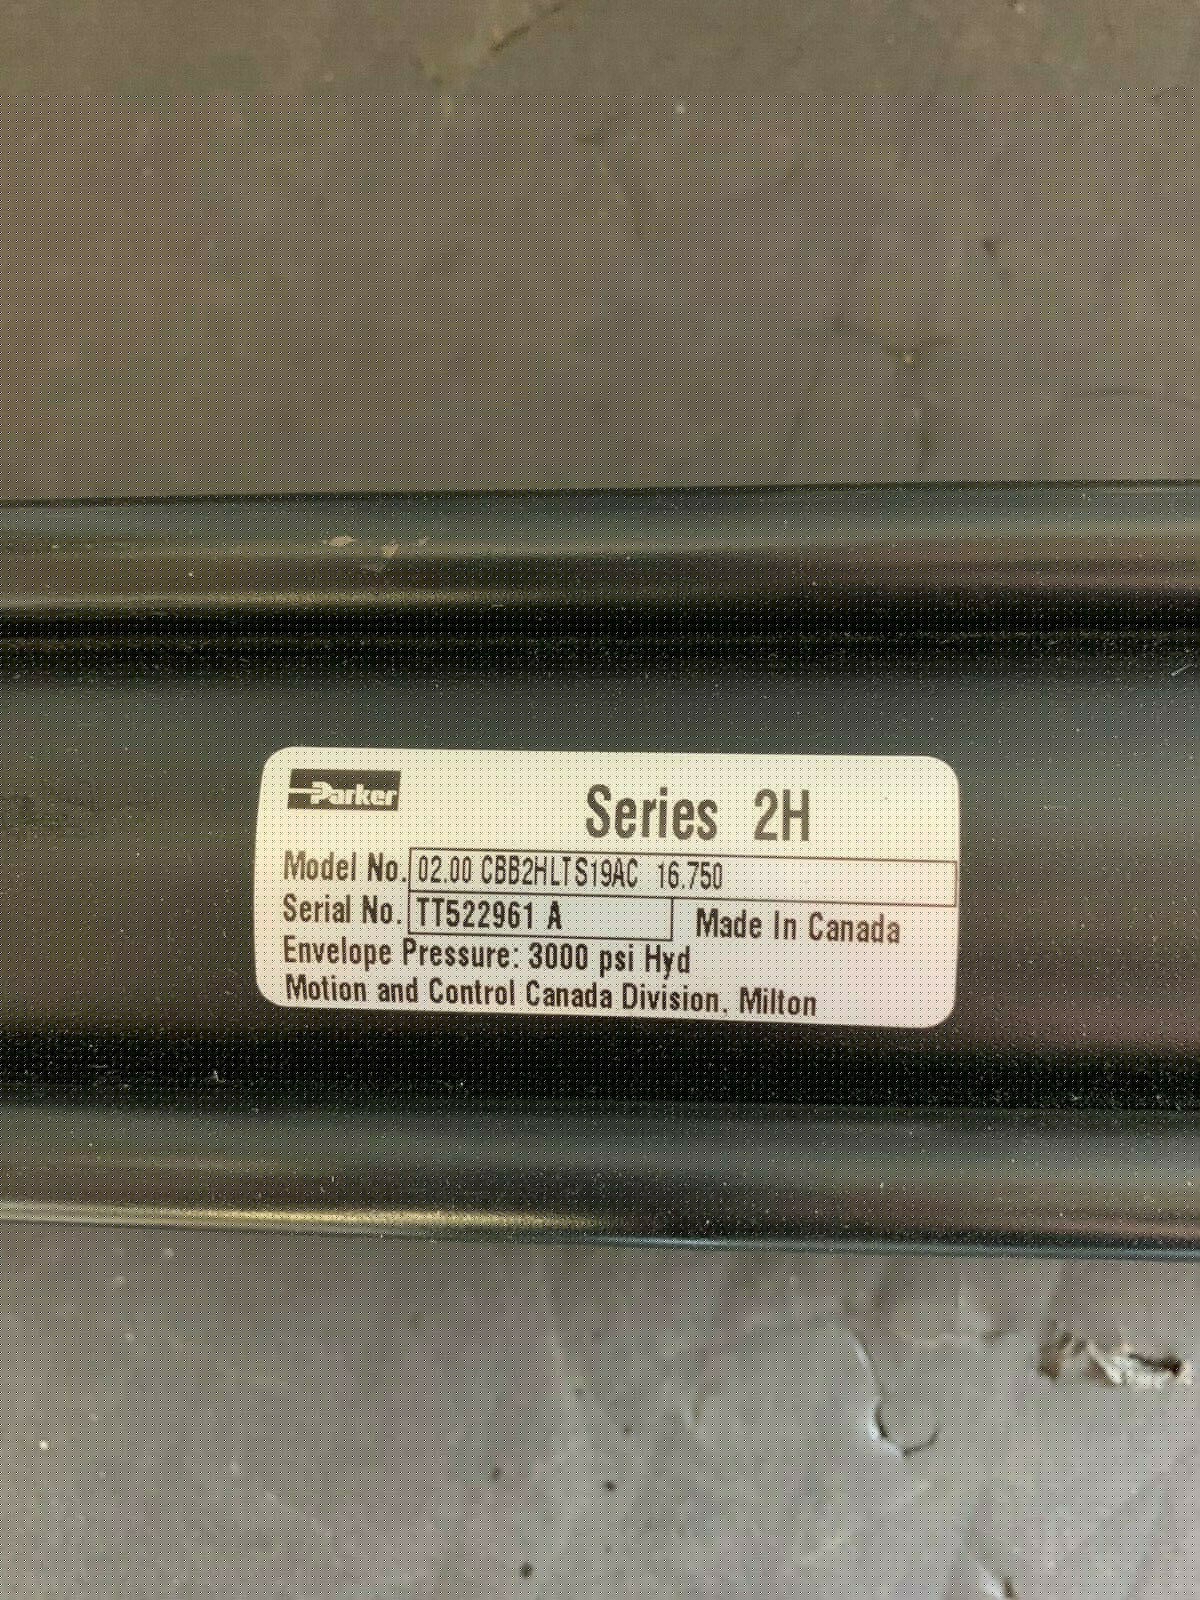 Parker
Series 2H
Model No. 02.00 CBB2HLTS19AC 16.750
Serial No. TT522961 A Made In Canada
Envelope Pressure: 3000 psi Hyd
Motion and Control Canada Division, Milton